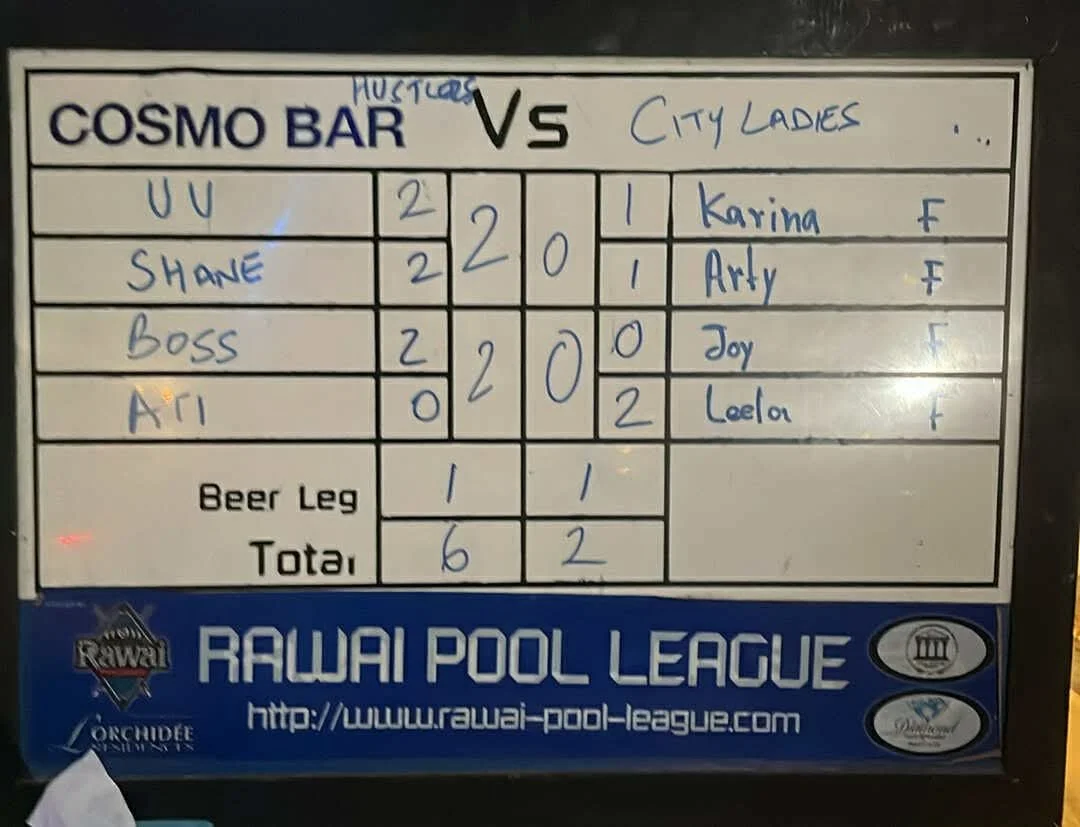 HUSTLERS
COSMO BAR Vs CITY LADIES
UU 2 2 0 1 Karina F
SHANE 2 1 Arty F
BOSS 2 2 0 0 Joy F
ATI 0 2 Leela F
Beer Leg 1 1
Total 6 2
Rawai RAWAI POOL LEAGUE
http://www.rawai-pool-league.com
L'ORCHIDÉE
RESIDENCES
Diamond